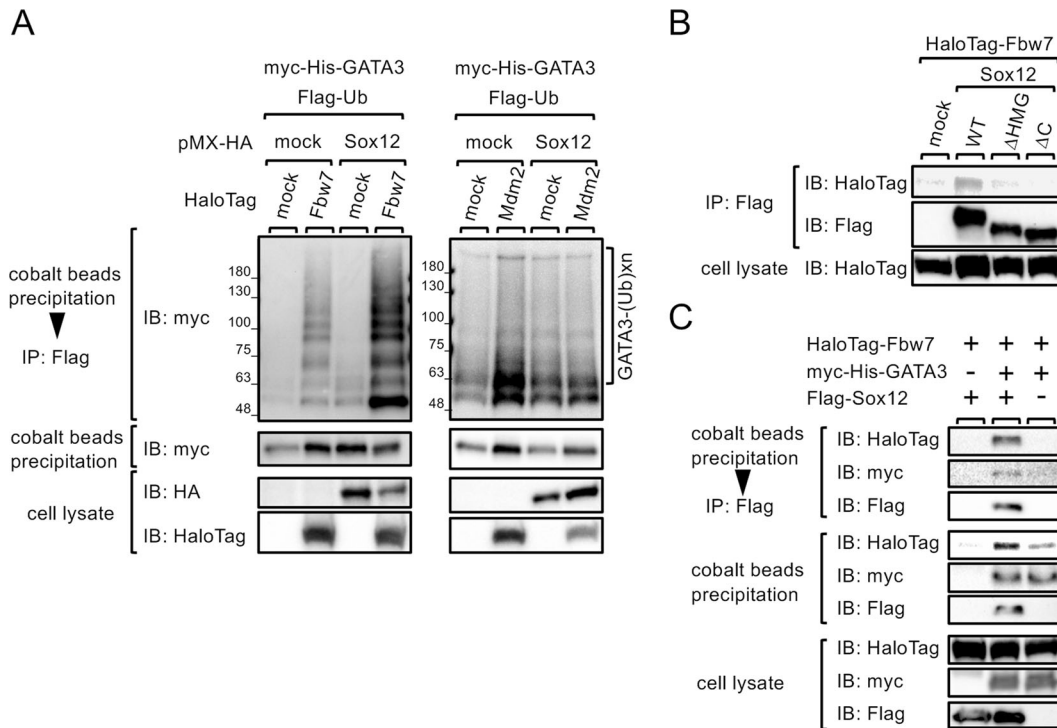 A
myc-His-GATA3
Flag-Ub
pMX-HA mock Sox12
HaloTag mock Fbw7 mock Fbw7
myc-His-GATA3
Flag-Ub
mock Sox12
mock Mdm2 mock Mdm2
cobalt beads
precipitation
IP: Flag
IB: myc
180
130
100
75
63
48
180
130
100
75
63
48
GATA3-(Ub)xn
cobalt beads
precipitation
IB: myc
cell lysate
IB: HA
IB: HaloTag
B
HaloTag-Fbw7
Sox12
mock WT ΔHMG ΔC
IP: Flag
IB: HaloTag
IB: Flag
cell lysate IB: HaloTag
C
HaloTag-Fbw7 + + +
myc-His-GATA3 - + +
Flag-Sox12 + + -
cobalt beads
precipitation
IP: Flag
IB: HaloTag
IB: myc
IB: Flag
cobalt beads
precipitation
IB: HaloTag
IB: myc
IB: Flag
cell lysate
IB: HaloTag
IB: myc
IB: Flag